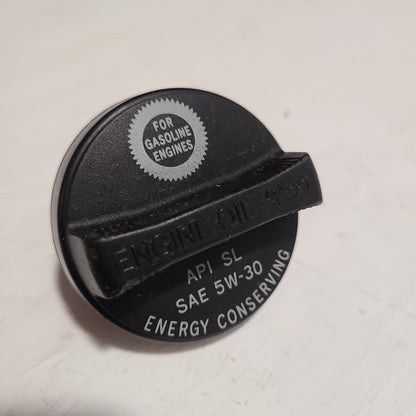 FOR
GASOLINE
ENGINES
ENGINE OIL
API SL
SAE 5W-30
ENERGY CONSERVING